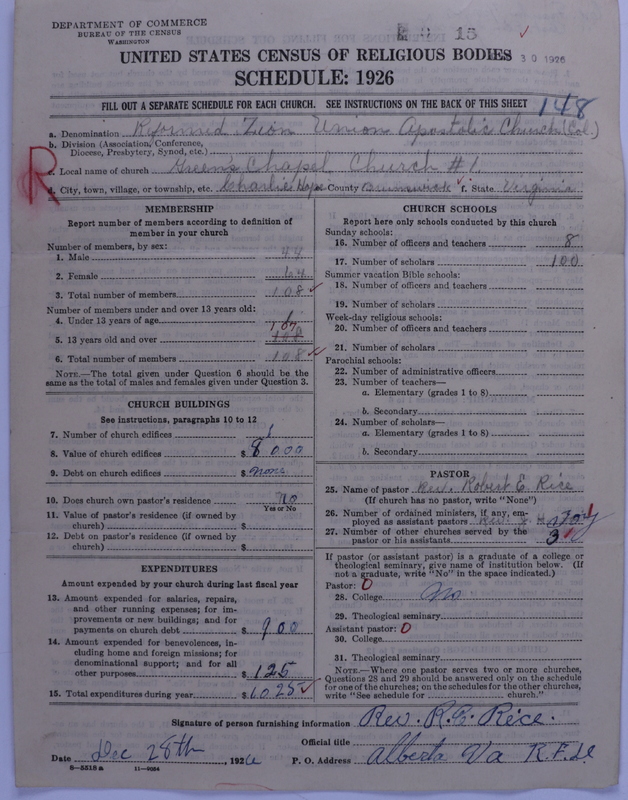 DEPARTMENT OF COMMERCE
BUREAU OF THE CENSUS
WASHINGTON
15
30 1926
UNITED STATES CENSUS OF RELIGIOUS BODIES
SCHEDULE: 1926
FILL OUT A SEPARATE SCHEDULE FOR EACH CHURCH. SEE INSTRUCTIONS ON THE BACK OF THIS SHEET 148
a. Denomination Reformed Zion Union Apostolic Church (Col.)
b. Division (Association, Conference, Diocese, Presbytery, Synod, etc.)
R
c. Local name of church Green's Chapel Church #1
d. City, town, village, or township, etc. Charlie Hope County Brunswick f. State Virginia
MEMBERSHIP
Report number of members according to definition of
member in your church
Number of members, by sex:
1. Male 44
2. Female 64
3. Total number of members 108
Number of members under and over 13 years old:
4. Under 13 years of age
5. 13 years old and over
6. Total number of members 108
NOTE.—The total given under Question 6 should be the
same as the total of males and females given under Question 3.
CHURCH BUILDINGS
See instructions, paragraphs 10 to 12
7. Number of church edifices 1
8. Value of church edifices $ 8000
9. Debt on church edifices $ none
10. Does church own pastor's residence no
Yes or No
11. Value of pastor's residence (if owned by
church) $
12. Debt on pastor's residence (if owned by
church) $
EXPENDITURES
Amount expended by your church during last fiscal year
13. Amount expended for salaries, repairs,
and other running expenses; for im-
provements or new buildings; and for
payments on church debt $ 900
14. Amount expended for benevolences, in-
cluding home and foreign missions; for
denominational support; and for all
other purposes $ 125
15. Total expenditures during year $ 1025
CHURCH SCHOOLS
Report here only schools conducted by this church
Sunday schools:
16. Number of officers and teachers 8
17. Number of scholars 100
Summer vacation Bible schools:
18. Number of officers and teachers
19. Number of scholars
Week-day religious schools:
20. Number of officers and teachers
21. Number of scholars
Parochial schools:
22. Number of administrative officers
23. Number of teachers—
a. Elementary (grades 1 to 8)
b. Secondary
24. Number of scholars—
a. Elementary (grades 1 to 8)
b. Secondary
PASTOR
25. Name of pastor Rev. Robert E. Rice
(If church has no pastor, write "None")
26. Number of ordained ministers, if any, em-
ployed as assistant pastors Rev.
27. Number of other churches served by the
pastor or his assistants 3
If pastor (or assistant pastor) is a graduate of a college or
theological seminary, give name of institution below. (If
not a graduate, write "No" in the space indicated.)
Pastor: 0
28. College No
29. Theological seminary
Assistant pastor: 0
30. College
31. Theological seminary
NOTE.—Where one pastor serves two or more churches,
Questions 28 and 29 should be answered only on the schedule
for one of the churches; on the schedules for the other churches,
write "See schedule for church."
Signature of person furnishing information Rev. R. E. Rice.
Official title
Date Dec 28th, 1926 P. O. Address Alberta Va R.F.D
8—5518 a 11—9084